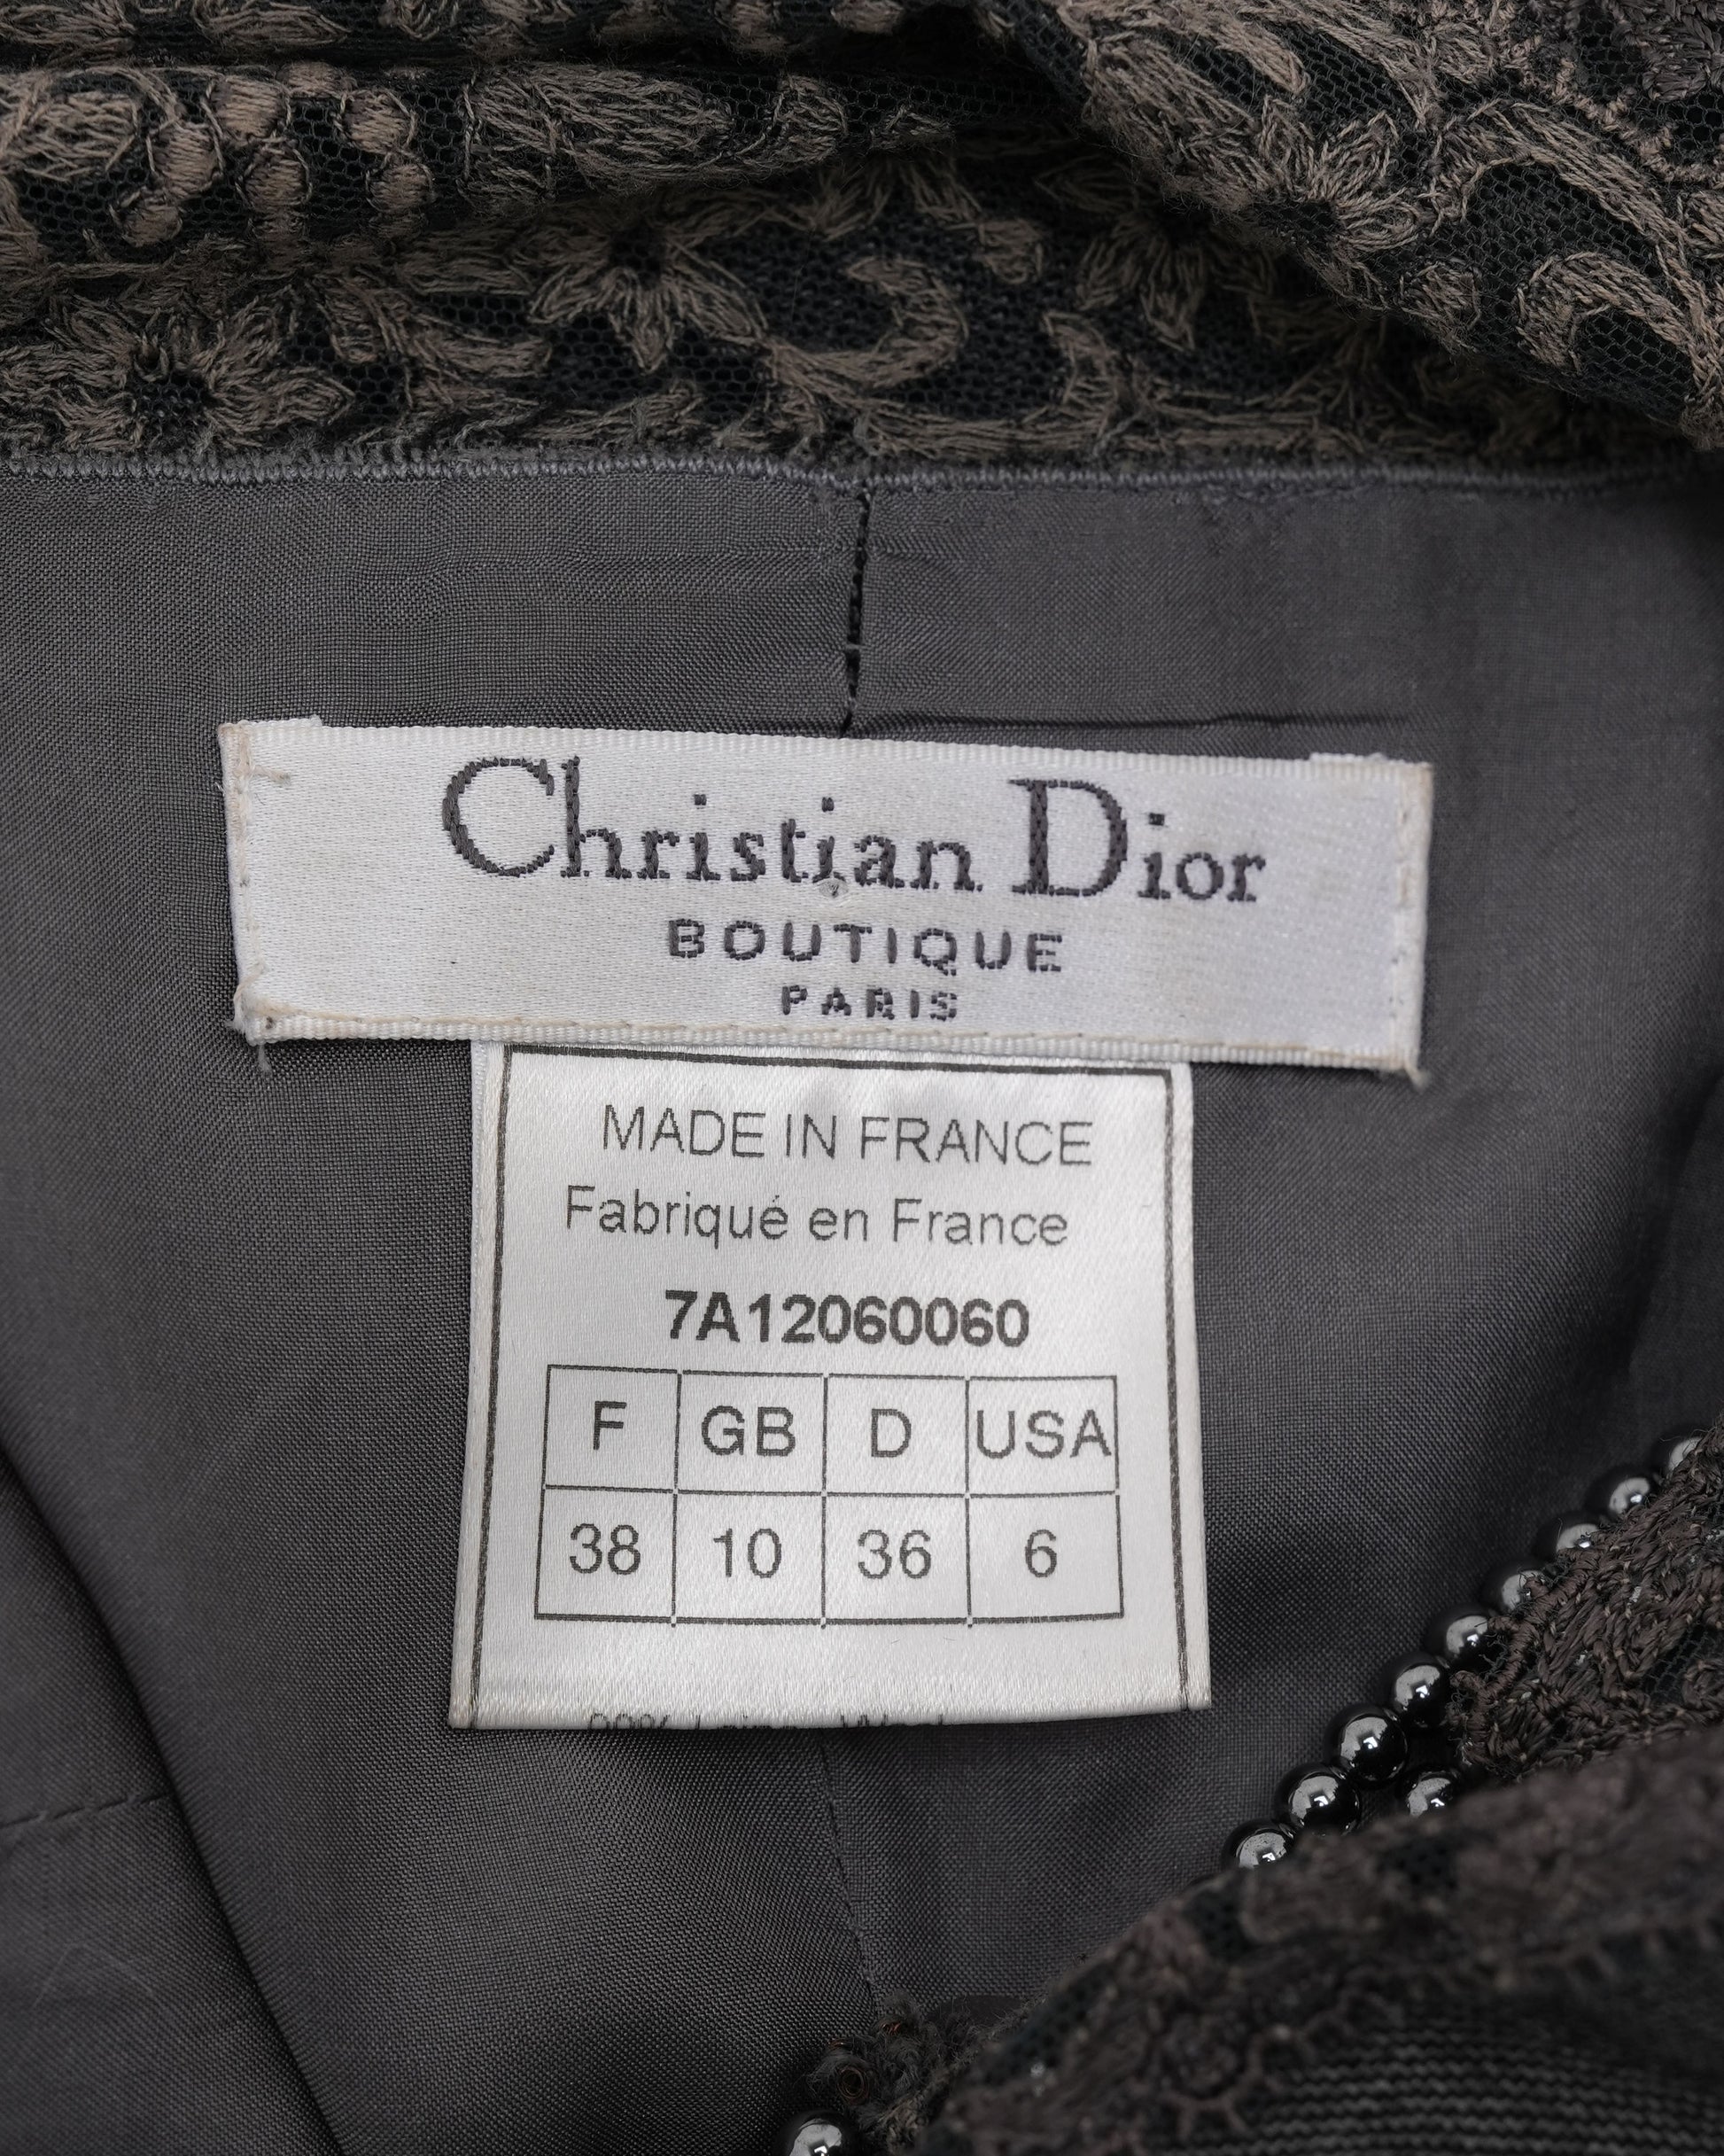 Christian Dior
BOUTIQUE
PARIS
MADE IN FRANCE
Fabriqué en France
7A12060060
F GB D USA
38 10 36 6